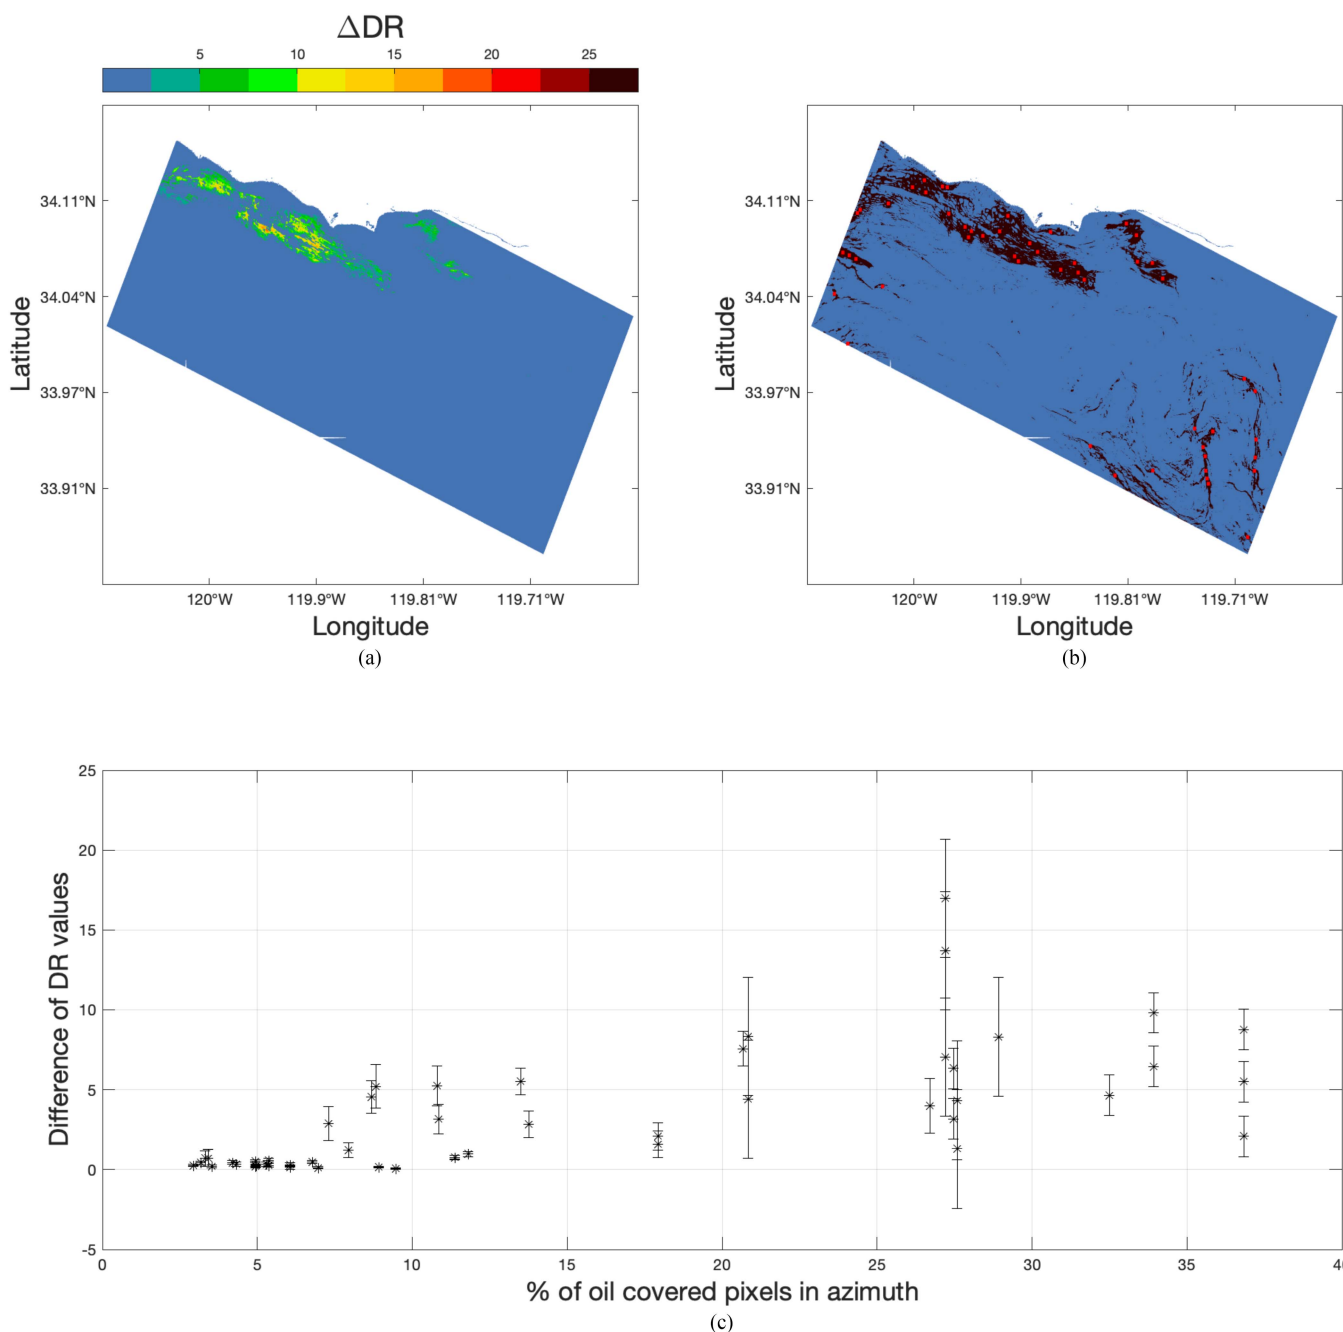 ΔDR
5 10 15 20 25
34.11°N
34.04°N
33.97°N
33.91°N
Latitude
120°W 119.9°W 119.81°W 119.71°W
Longitude
(a)
34.11°N
34.04°N
33.97°N
33.91°N
Latitude
120°W 119.9°W 119.81°W 119.71°W
Longitude
(b)
25
20
15
10
5
0
-5
Difference of DR values
0 5 10 15 20 25 30 35
% of oil covered pixels in azimuth
(c)